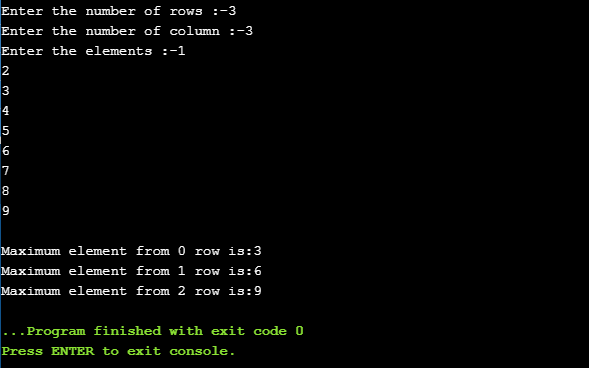 Enter the number of rows :-3
Enter the number of column :-3
Enter the elements :-1
2
3
4
5
6
7
8
9
Maximum element from 0 row is:3
Maximum element from 1 row is:6
Maximum element from 2 row is:9
...Program finished with exit code 0
Press ENTER to exit console.